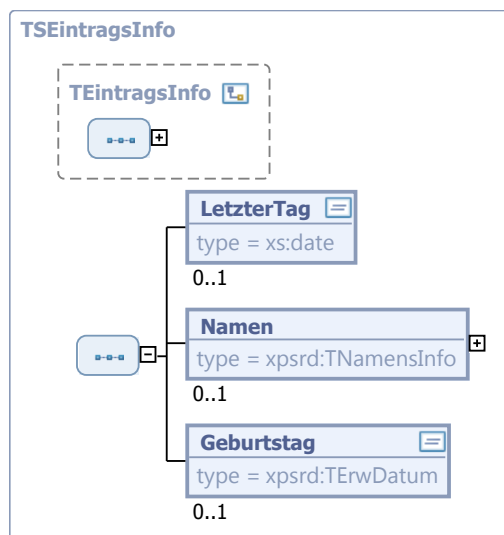 TSEintragsInfo
TEintragsInfo
LetzterTag
type = xs:date
0..1
Namen
type = xpsrd:TNamensInfo
0..1
Geburtstag
type = xpsrd:TErwDatum
0..1